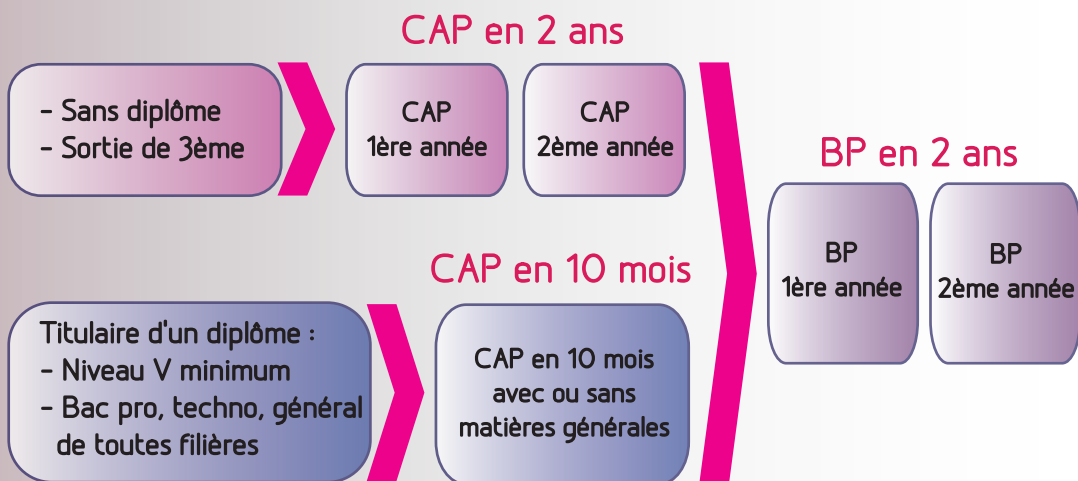 CAP en 2 ans
- Sans diplôme
- Sortie de 3ème
CAP
1ère année
CAP
2ème année
BP en 2 ans
BP
1ère année
BP
2ème année
CAP en 10 mois
Titulaire d'un diplôme :
- Niveau V minimum
- Bac pro, techno, général
de toutes filières
CAP en 10 mois
avec ou sans
matières générales